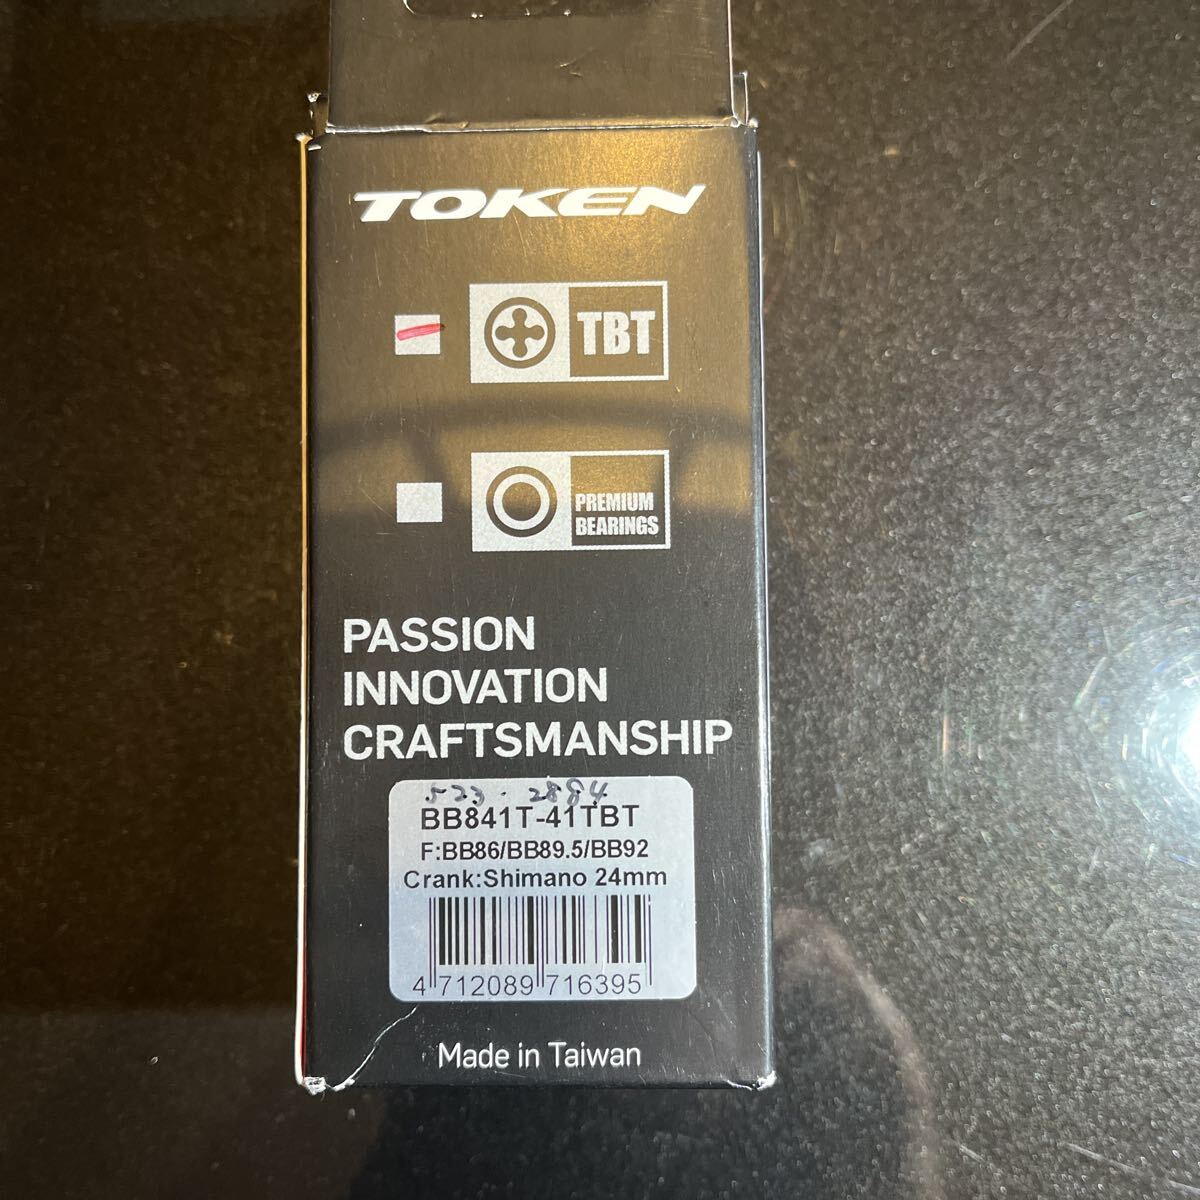 TOKEN
TBT
PREMIUM
BEARINGS
PASSION
INNOVATION
CRAFTSMANSHIP
523.2884
BB841T-41TBT
F:BB86/BB89.5/BB92
Crank:Shimano 24mm
4 712089 716395
Made in Taiwan